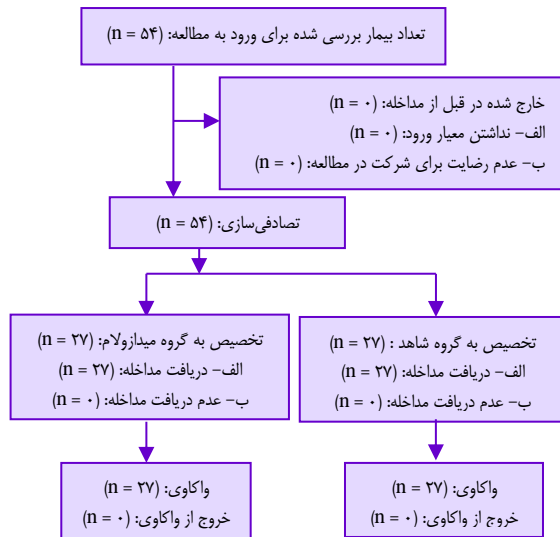 تعداد بیمار بررسی شده برای ورود به مطالعه: (n = ۵۴)
خارج شده در قبل از مداخله: (n = ۰)
الف- نداشتن معیار ورود: (n = ۰)
ب- عدم رضایت برای شرکت در مطالعه: (n = ۰)
تصادفی‌سازی: (n = ۵۴)
تخصیص به گروه شاهد : (n = ۲۷)
الف- دریافت مداخله: (n = ۲۷)
ب- عدم دریافت مداخله: (n = ۰)
تخصیص به گروه میدازولام: (n = ۲۷)
الف- دریافت مداخله: (n = ۲۷)
ب- عدم دریافت مداخله: (n = ۰)
واکاوی: (n = ۲۷)
خروج از واکاوی: (n = ۰)
واکاوی: (n = ۲۷)
خروج از واکاوی: (n = ۰)